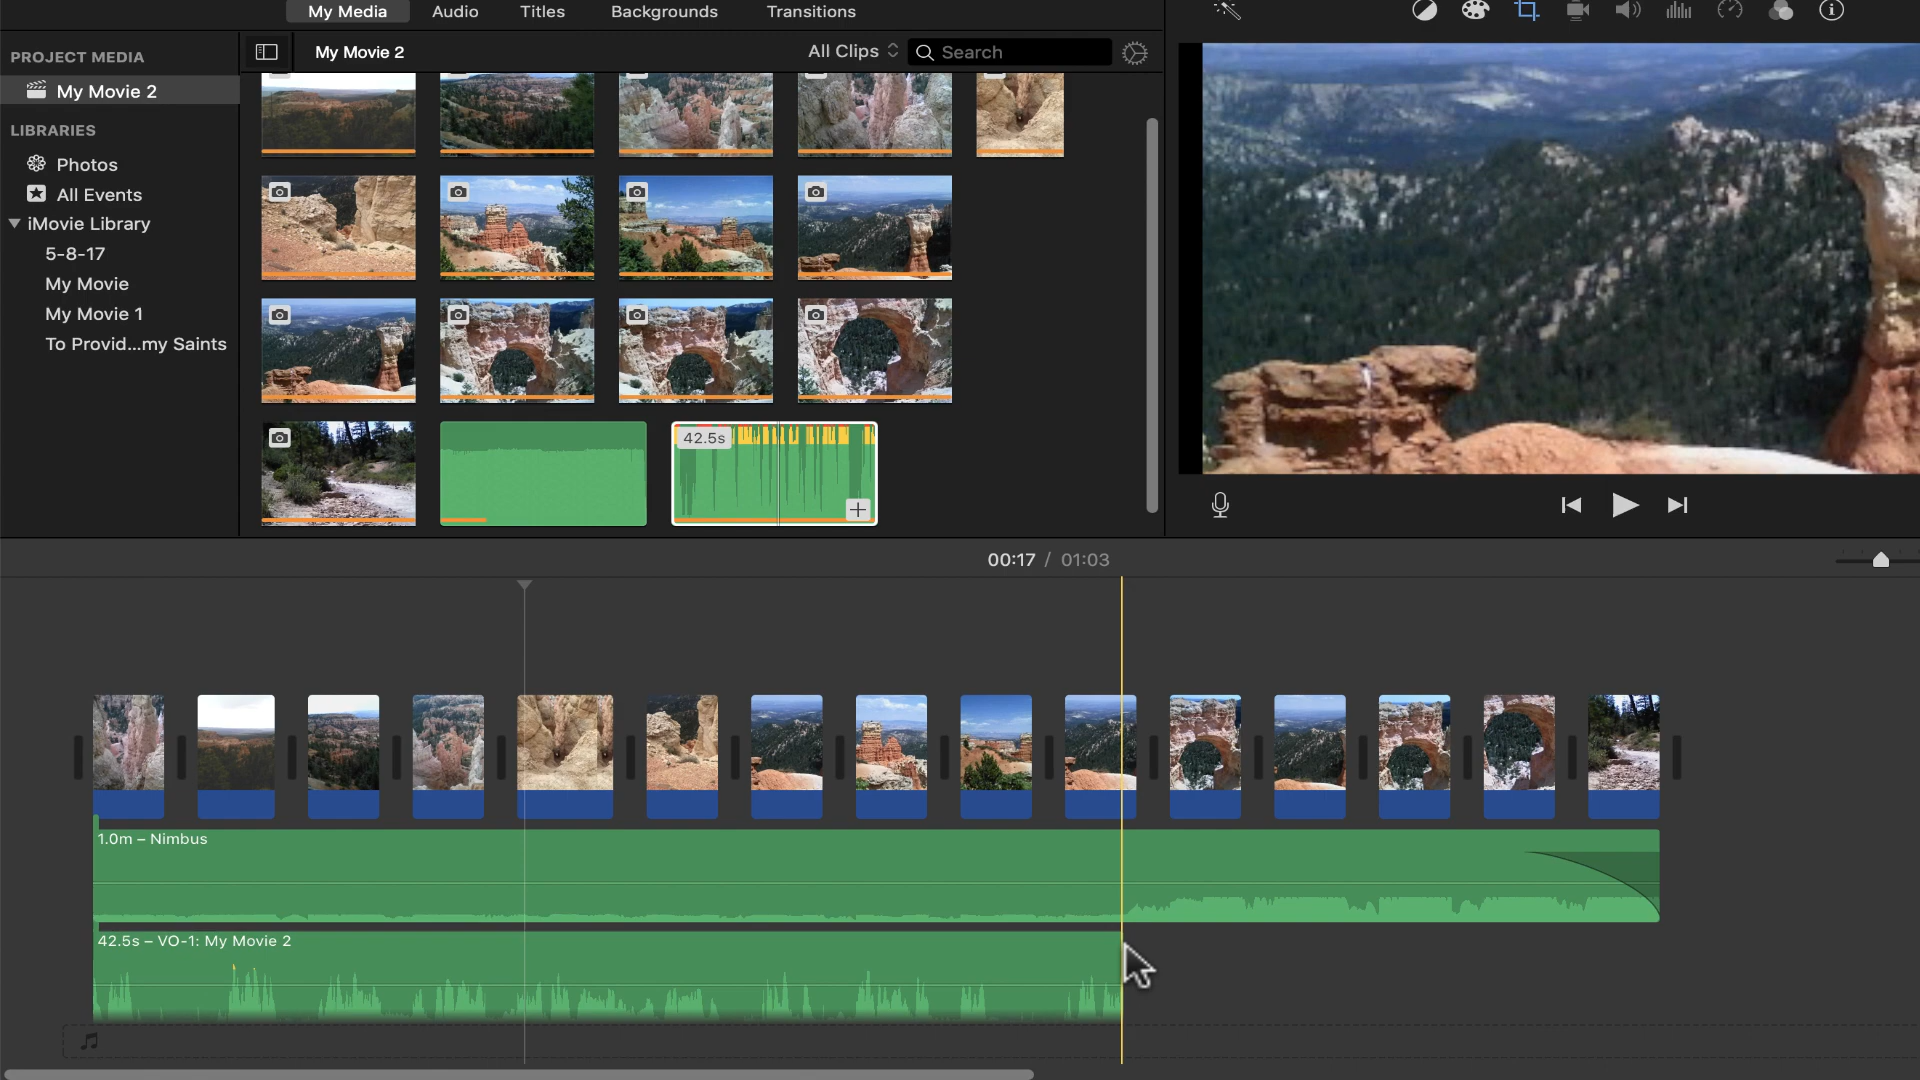 My Media
Audio
Titles
Backgrounds
Transitions
PROJECT MEDIA
My Movie 2
All Clips
Search
My Movie 2
LIBRARIES
Photos
All Events
iMovie Library
5-8-17
My Movie
My Movie 1
To Provid...my Saints
42.5s
00:17 / 01:03
1.0m – Nimbus
42.5s – VO-1: My Movie 2